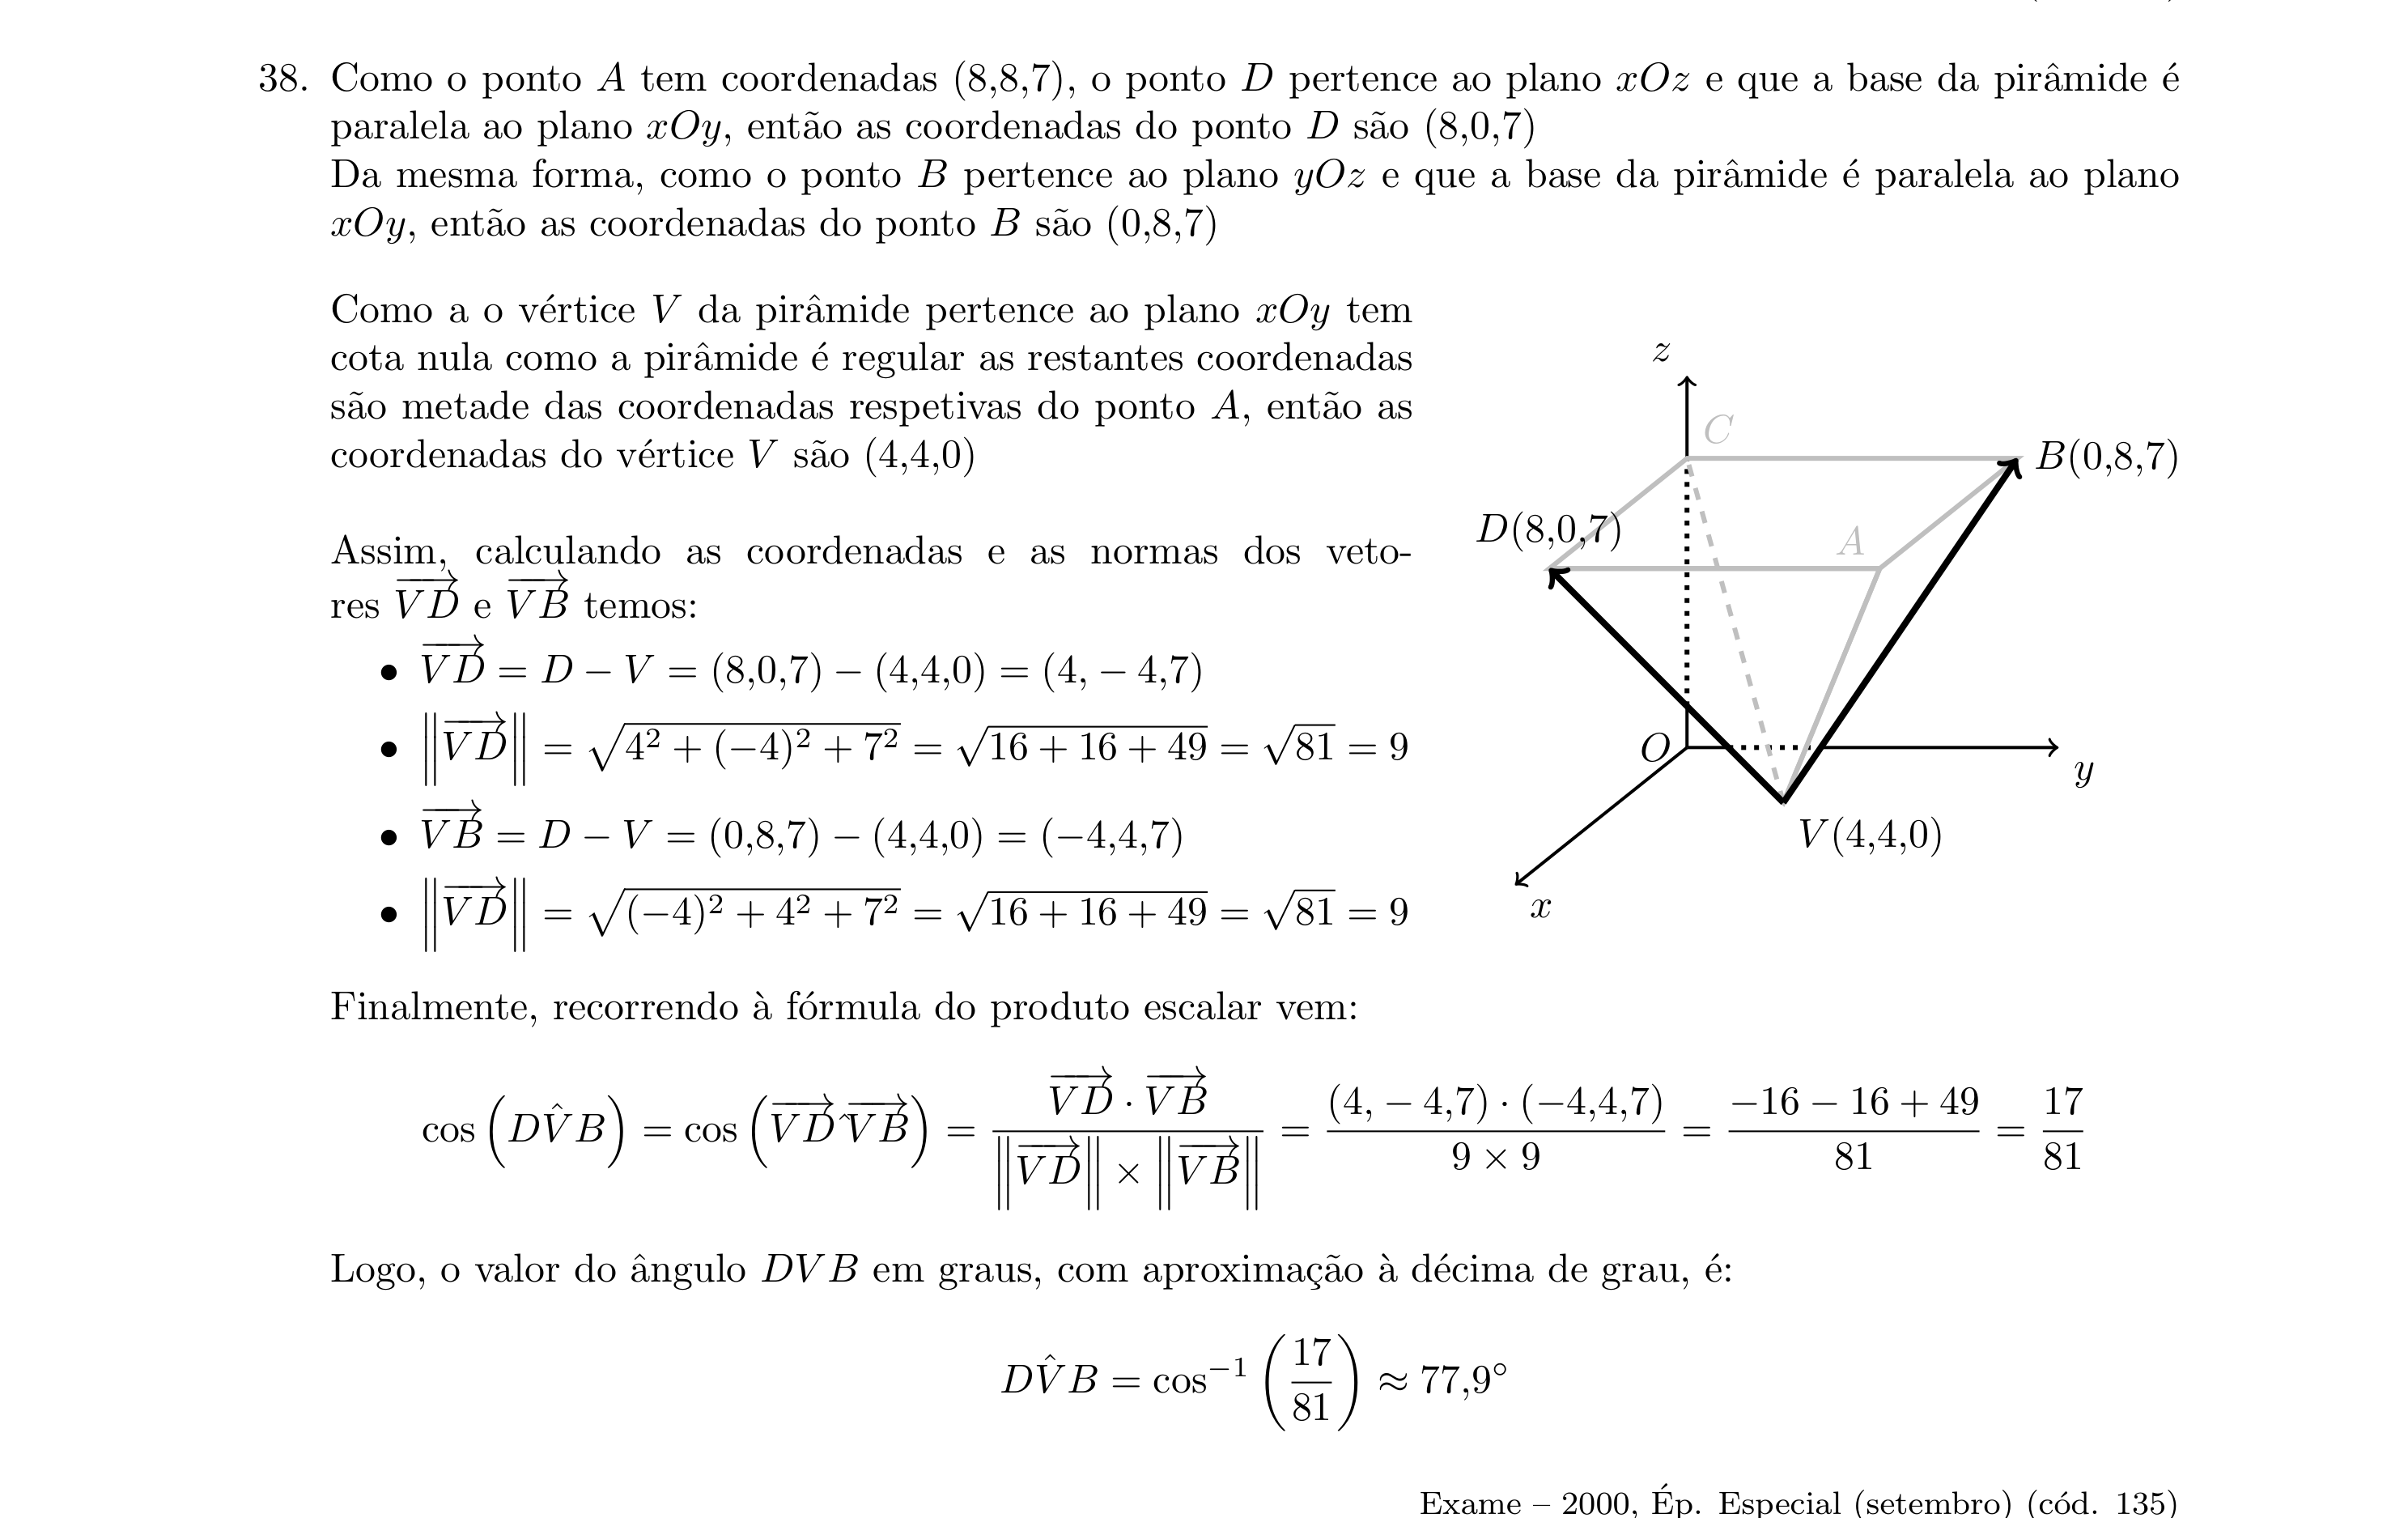 38. Como o ponto A tem coordenadas (8,8,7), o ponto D pertence ao plano xOz e que a base da pirâmide é
paralela ao plano xOy, então as coordenadas do ponto D são (8,0,7)
Da mesma forma, como o ponto B pertence ao plano yOz e que a base da pirâmide é paralela ao plano
xOy, então as coordenadas do ponto B são (0,8,7)
Como a o vértice V da pirâmide pertence ao plano xOy tem
cota nula como a pirâmide é regular as restantes coordenadas
são metade das coordenadas respetivas do ponto A, então as
coordenadas do vértice V são (4,4,0)
Assim, calculando as coordenadas e as normas dos veto-
res $\overrightarrow{VD}$ e $\overrightarrow{VB}$ temos:
• $\overrightarrow{VD} = D - V = (8,0,7) - (4,4,0) = (4,-4,7)$
• $\left\|\overrightarrow{VD}\right\| = \sqrt{4^2 + (-4)^2 + 7^2} = \sqrt{16 + 16 + 49} = \sqrt{81} = 9$
• $\overrightarrow{VB} = D - V = (0,8,7) - (4,4,0) = (-4,4,7)$
• $\left\|\overrightarrow{VD}\right\| = \sqrt{(-4)^2 + 4^2 + 7^2} = \sqrt{16 + 16 + 49} = \sqrt{81} = 9$
z
C
B(0,8,7)
D(8,0,7)
A
O
y
V(4,4,0)
x
Finalmente, recorrendo à fórmula do produto escalar vem:
$\cos\left(D\hat{V}B\right) = \cos\left(\overrightarrow{VD}\hat{\ }\overrightarrow{VB}\right) = \frac{\overrightarrow{VD} \cdot \overrightarrow{VB}}{\left\|\overrightarrow{VD}\right\| \times \left\|\overrightarrow{VB}\right\|} = \frac{(4,-4,7) \cdot (-4,4,7)}{9 \times 9} = \frac{-16 - 16 + 49}{81} = \frac{17}{81}$
Logo, o valor do ângulo DVB em graus, com aproximação à décima de grau, é:
$D\hat{V}B = \cos^{-1}\left(\frac{17}{81}\right) \approx 77,9°$
Exame – 2000, Ép. Especial (setembro) (cód. 135)